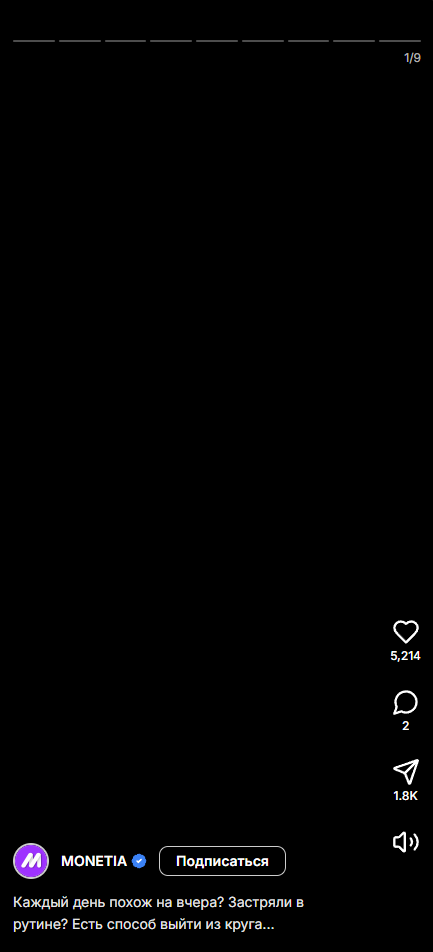 1/9
5,214
2
1.8K
MONETIA
Подписаться
Каждый день похож на вчера? Застряли в
рутине? Есть способ выйти из круга...